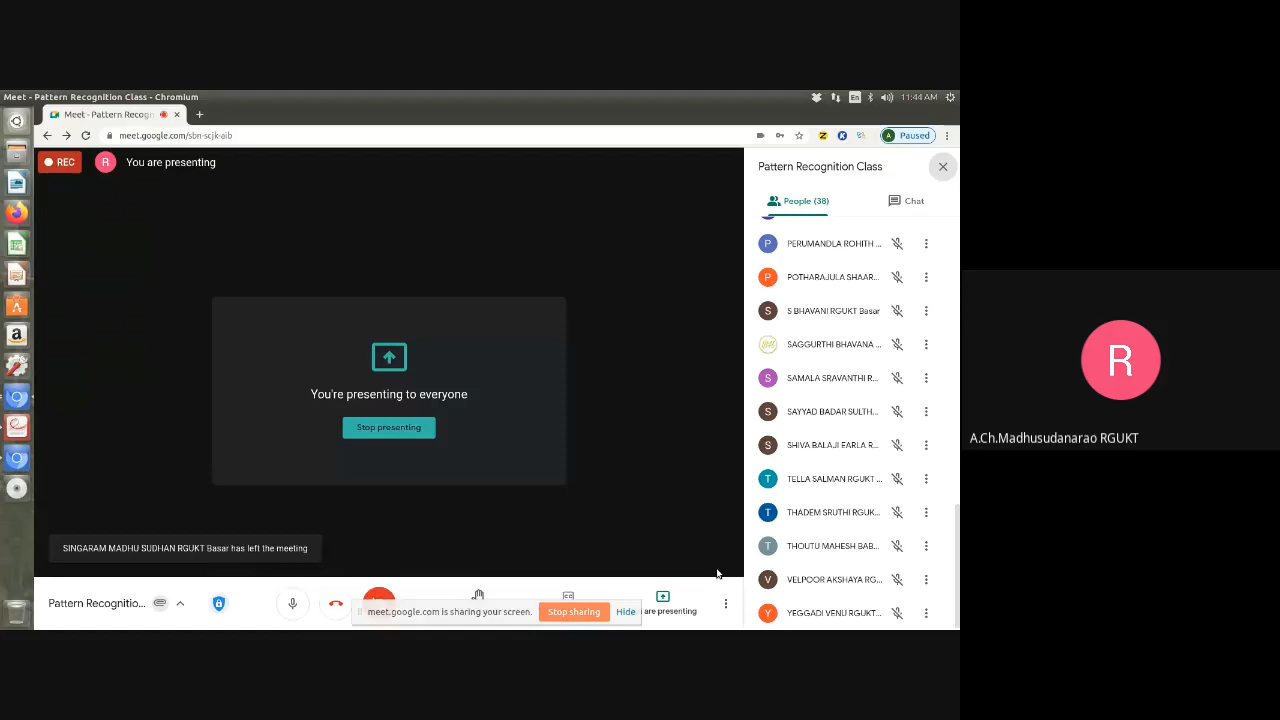 Meet - Pattern Recognition Class - Chromium
En
11:44 AM
Meet - Pattern Recogn
meet.google.com/sbn-scjk-aib
A
Paused
REC
R
You are presenting
Pattern Recognition Class
People (38)
Chat
P
PERUMANDLA ROHITH ...
P
POTHARAJULA SHAAR...
S
S BHAVANI RGUKT Basar
SAGGURTHI BHAVANA ...
S
SAMALA SRAVANTHI R...
S
SAYYAD BADAR SULTH...
S
SHIVA BALAJI EARLA R...
T
TELLA SALMAN RGUKT ...
T
THADEM SRUTHI RGUK...
T
THOUTU MAHESH BAB...
V
VELPOOR AKSHAYA RG...
Y
YEGGADI VENU RGUKT...
You're presenting to everyone
Stop presenting
SINGARAM MADHU SUDHAN RGUKT Basar has left the meeting
Pattern Recognitio...
meet.google.com is sharing your screen.
Stop sharing
Hide
are presenting
R
A.Ch.Madhusudanarao RGUKT